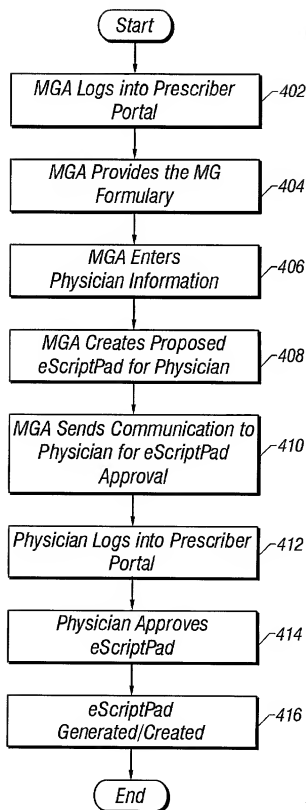 Start
MGA Logs into Prescriber
Portal
402
MGA Provides the MG
Formulary
404
MGA Enters
Physician Information
406
MGA Creates Proposed
eScriptPad for Physician
408
MGA Sends Communication to
Physician for eScriptPad
Approval
410
Physician Logs into Prescriber
Portal
412
Physician Approves
eScriptPad
414
eScriptPad
Generated/Created
416
End